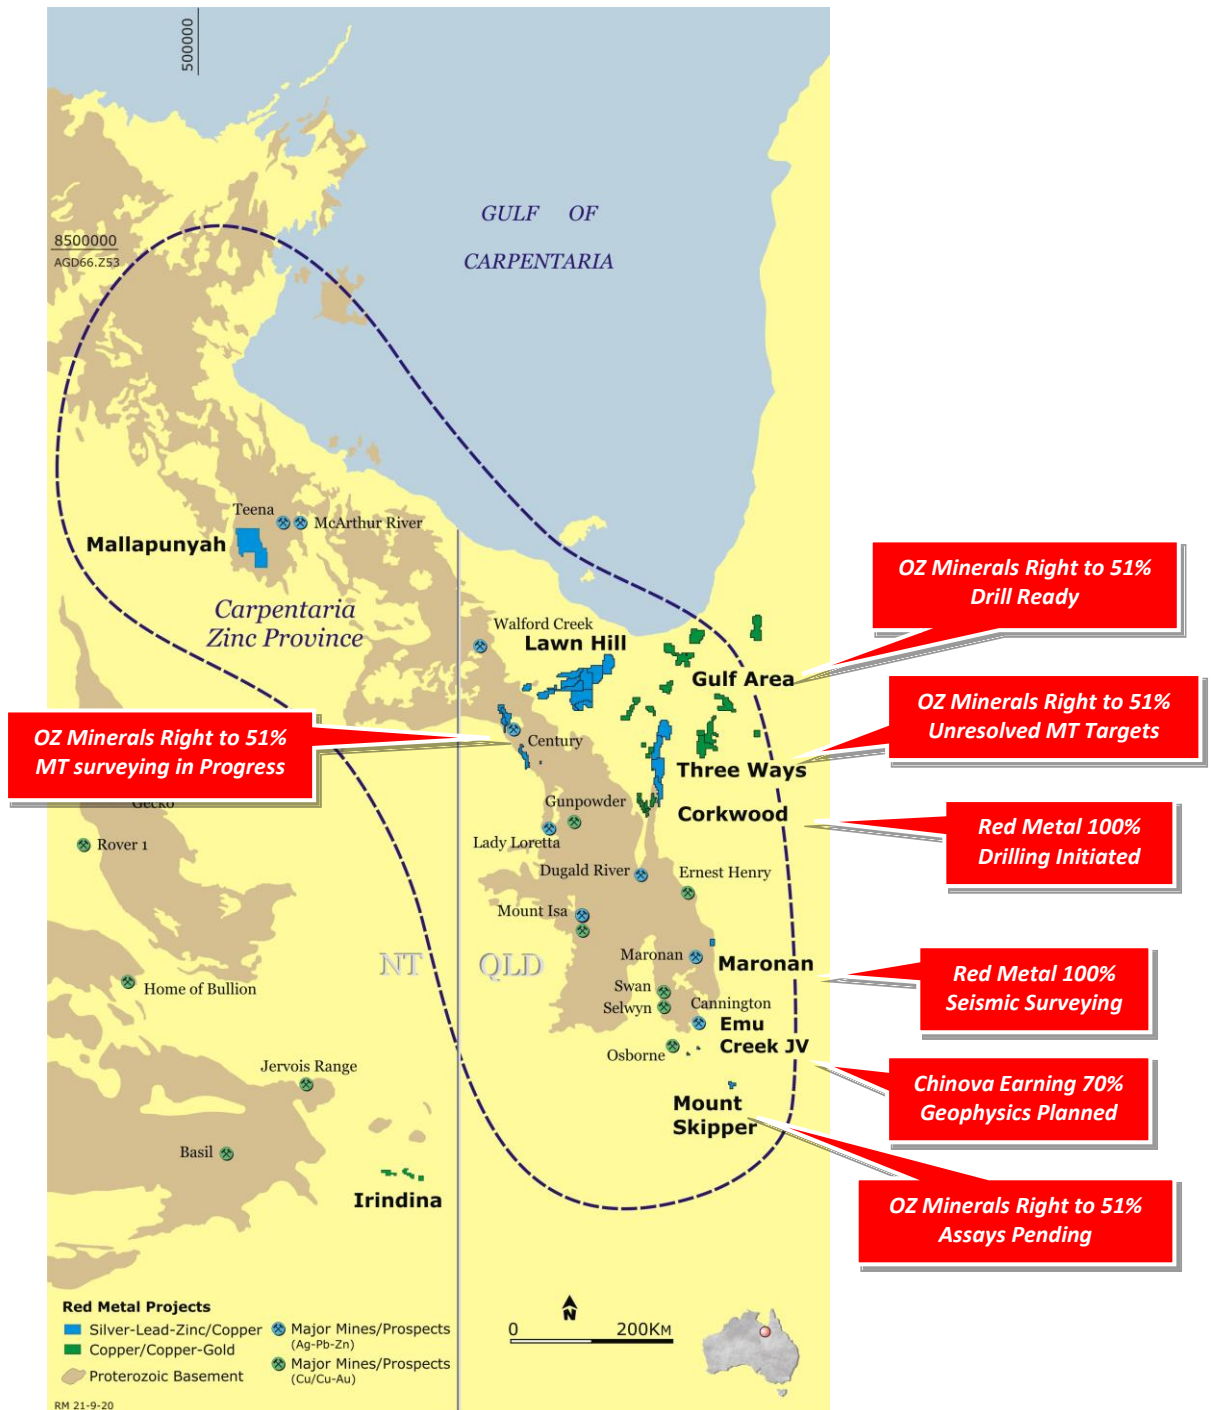 500000
8500000
AGD66.Z53
GULF OF
CARPENTARIA
Teena
McArthur River
Mallapunyah
Carpentaria
Zinc Province
Walford Creek
Lawn Hill
Gulf Area
OZ Minerals Right to 51%
Drill Ready
OZ Minerals Right to 51%
Unresolved MT Targets
OZ Minerals Right to 51%
MT surveying in Progress
Century
Three Ways
Gecko
Gunpowder
Corkwood
Red Metal 100%
Drilling Initiated
Rover 1
Lady Loretta
Dugald River
Ernest Henry
Mount Isa
NT
QLD
Maronan
Maronan
Red Metal 100%
Seismic Surveying
Home of Bullion
Swan
Selwyn
Cannington
Emu
Creek JV
Osborne
Chinova Earning 70%
Geophysics Planned
Jervois Range
Mount
Skipper
Basil
Irindina
OZ Minerals Right to 51%
Assays Pending
Red Metal Projects
Silver-Lead-Zinc/Copper
Copper/Copper-Gold
Proterozoic Basement
Major Mines/Prospects
(Ag-Pb-Zn)
Major Mines/Prospects
(Cu/Cu-Au)
N
0 200KM
RM 21-9-20